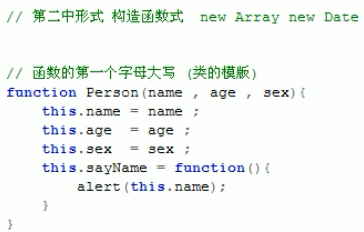 // 第二中形式 构造函数式  new Array new Date
// 函数的第一个字母大写 (类的模版)
function Person(name , age , sex){
    this.name = name ;
    this.age  = age ;
    this.sex  = sex ;
    this.sayName = function(){
        alert(this.name);
    }
}